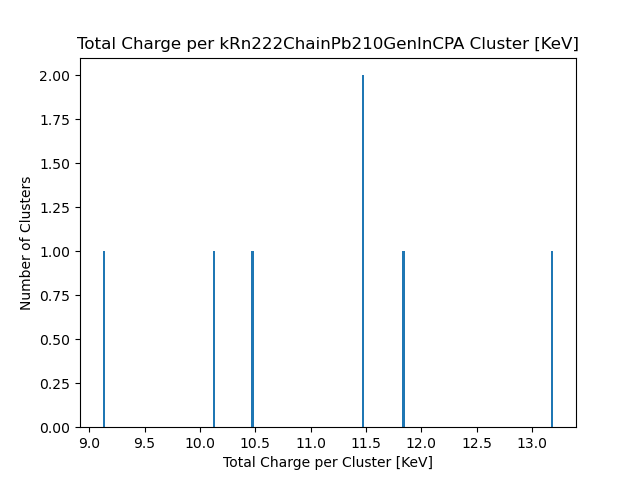 Total Charge per kRn222ChainPb210GenInCPA Cluster [KeV]
2.00
1.75
1.50
1.25
1.00
0.75
0.50
0.25
0.00
Number of Clusters
9.0 9.5 10.0 10.5 11.0 11.5 12.0 12.5 13.0
Total Charge per Cluster [KeV]